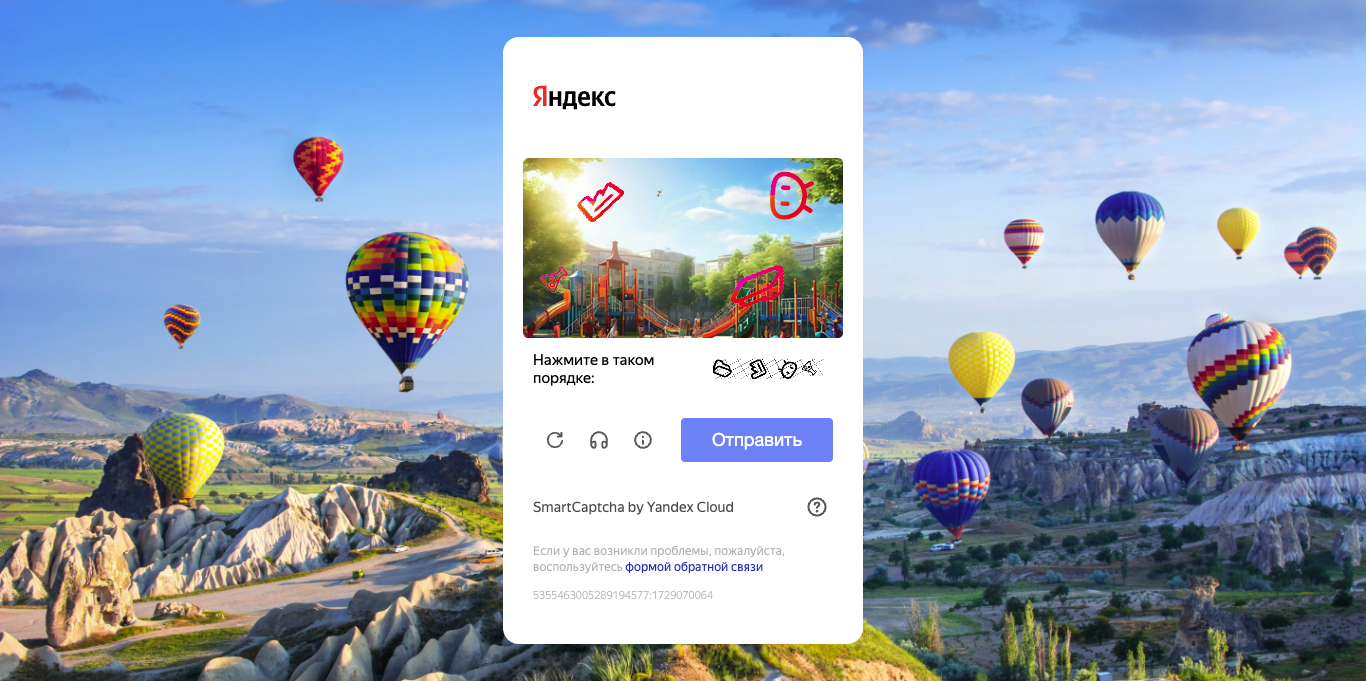 Яндекс
Нажмите в таком
порядке:
Отправить
SmartCaptcha by Yandex Cloud
Если у вас возникли проблемы, пожалуйста,
воспользуйтесь формой обратной связи
5355463005289194577:1729070064